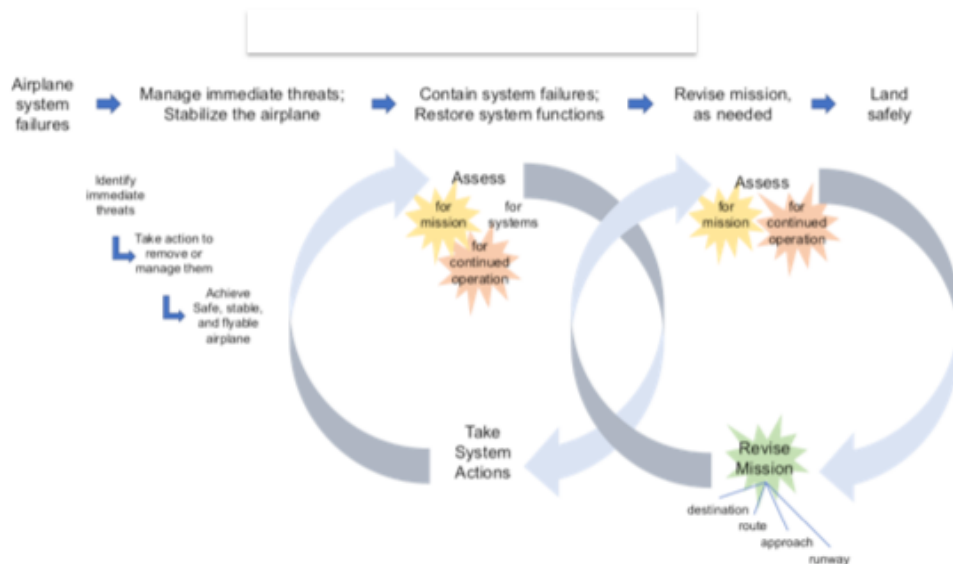 Airplane
system
failures
Manage immediate threats;
Stabilize the airplane
Contain system failures;
Restore system functions
Revise mission,
as needed
Land
safely
Identify
immediate
threats
Take action to
remove or
manage them
Achieve
Safe, stable,
and flyable
airplane
Assess
for
mission
for
systems
for
continued
operation
Take
System
Actions
Assess
for
mission
for
continued
operation
Revise
Mission
destination
route
approach
runway